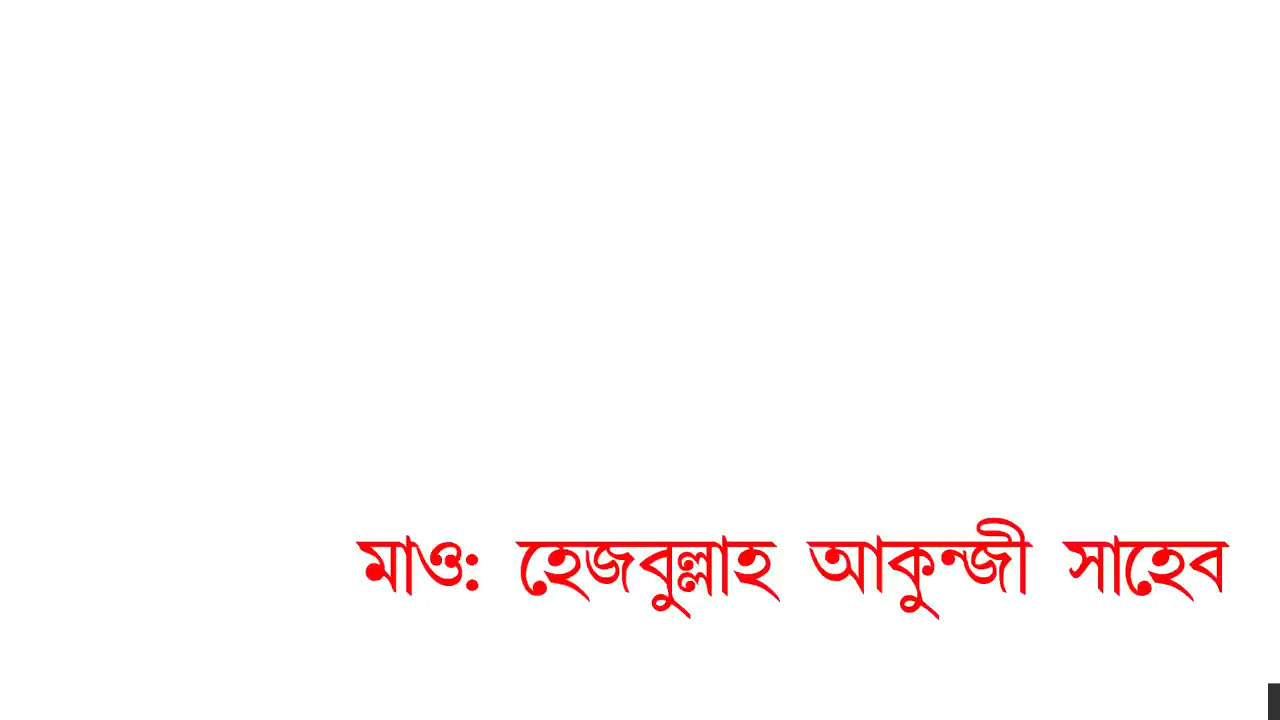 মাও: হেজবুল্লাহ আকুন্জী সাহেব